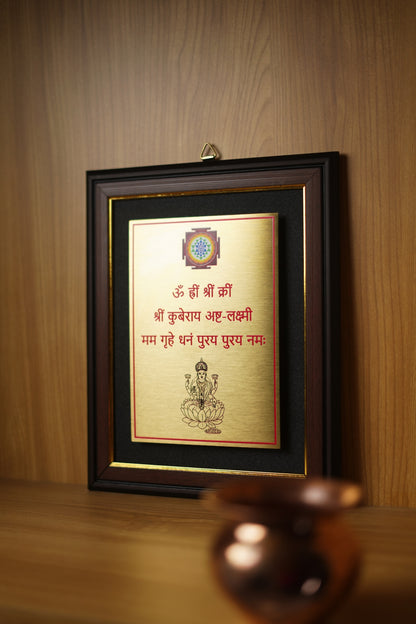 ॐ ह्रीं श्रीं क्रीं
श्रीं कुबेराय अष्ट-लक्ष्मी
मम गृहे धनं पुरय पुरय नमः